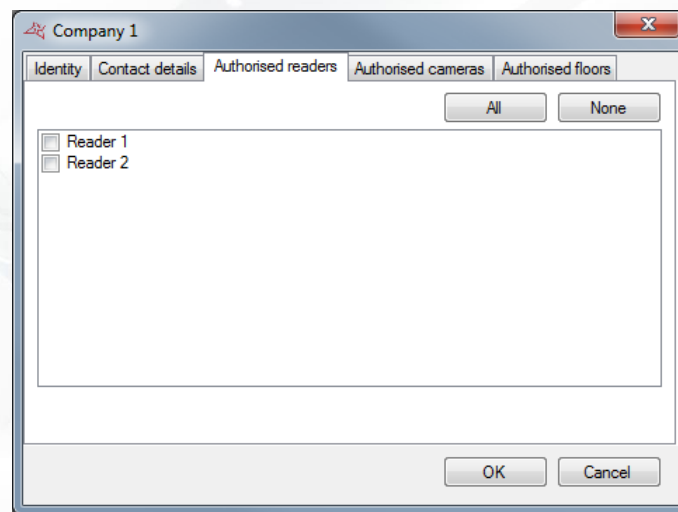 Company 1
Identity Contact details Authorised readers Authorised cameras Authorised floors
All None
Reader 1
Reader 2
OK Cancel